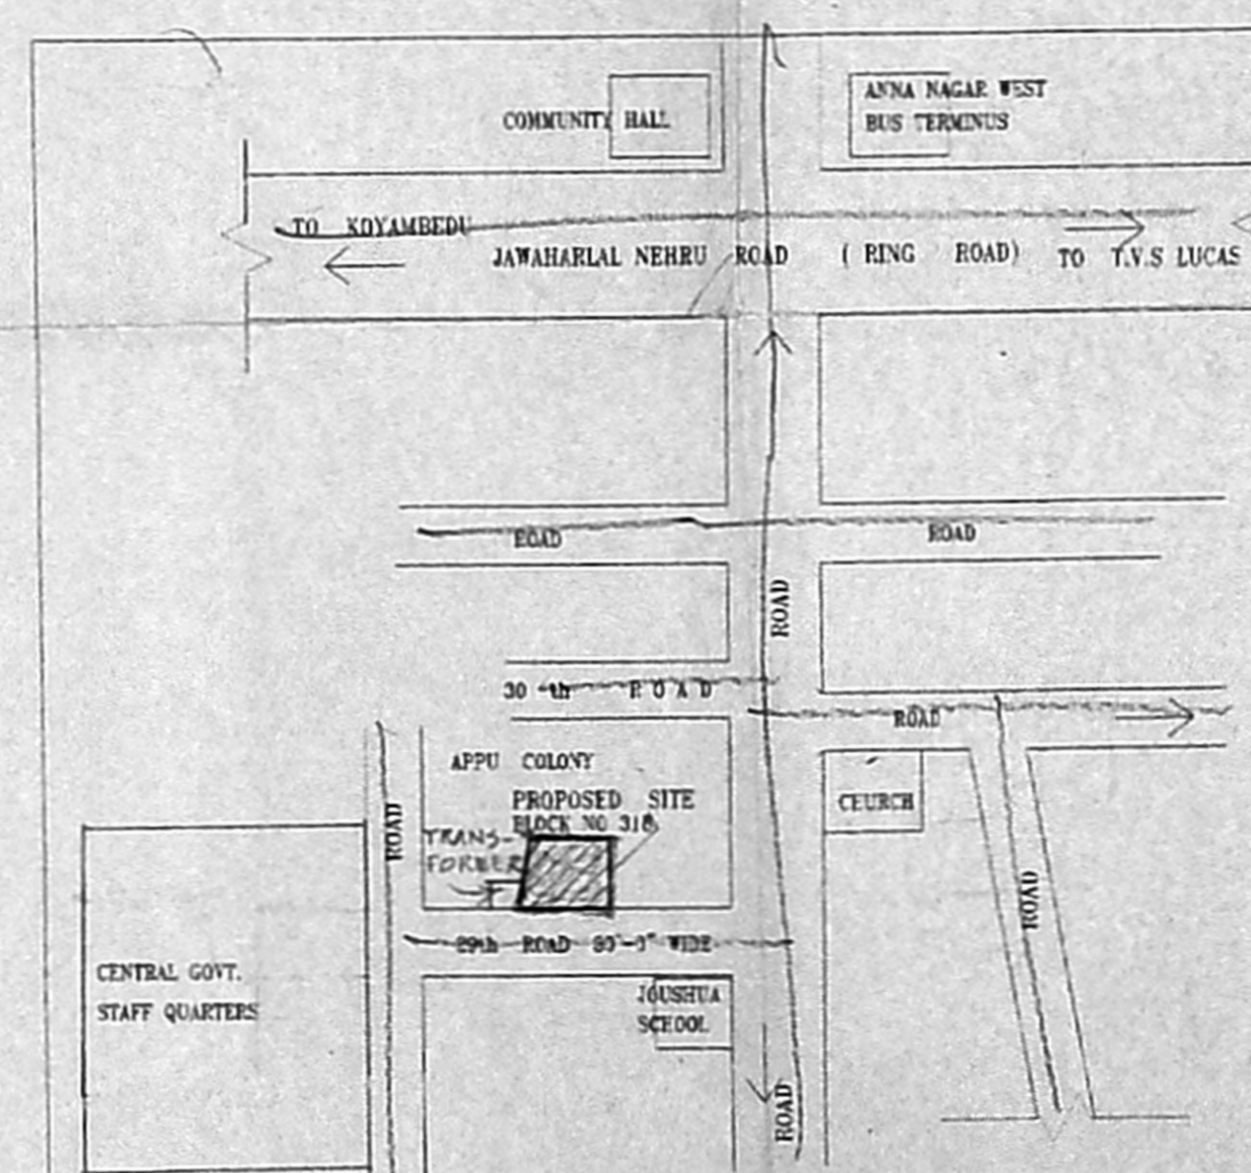 COMMUNITY HALL
ANNA NAGAR WEST
BUS TERMINUS
TO KOYAMBEDU
JAWAHARLAL NEHRU ROAD ( RING ROAD) TO T.V.S LUCAS
ROAD
ROAD
ROAD
30 th ROAD
ROAD
APPU COLONY
PROPOSED SITE
BLOCK NO 318
TRANS-
FORMER
ROAD
CHURCH
ROAD
29th ROAD 80'-0" WIDE
CENTRAL GOVT.
STAFF QUARTERS
JOUSHUA
SCHOOL
ROAD